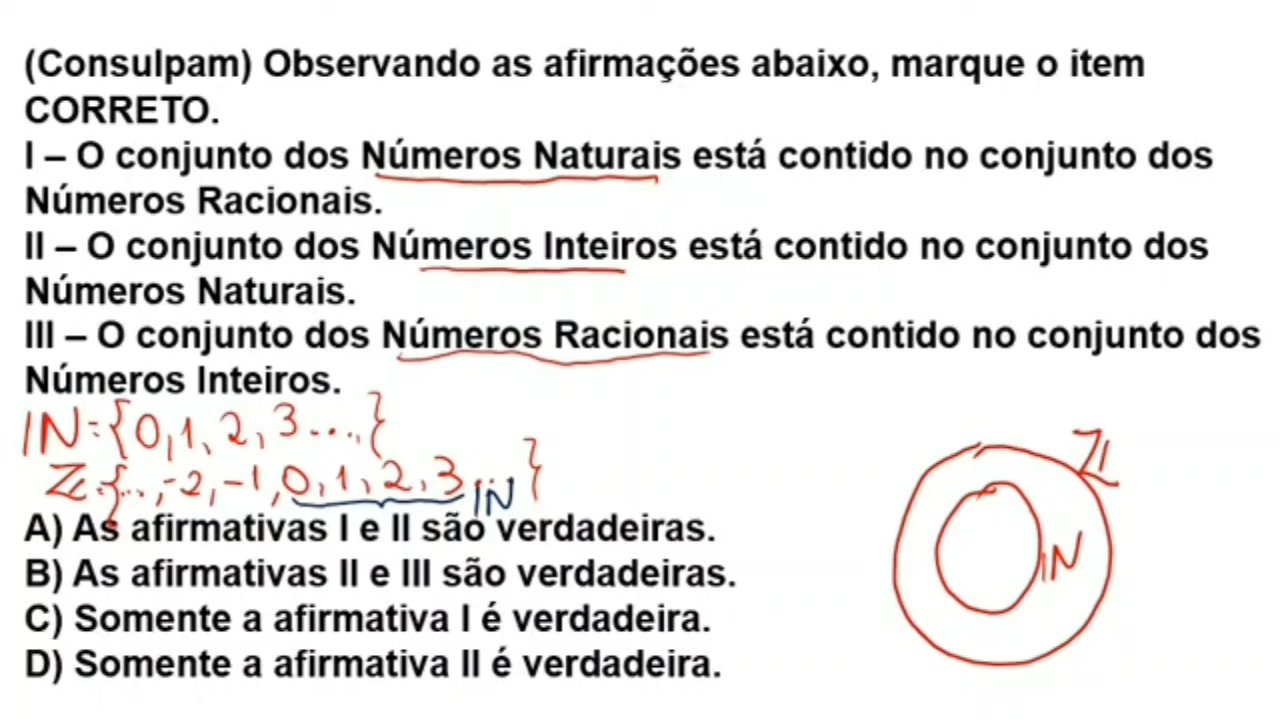 (Consulpam) Observando as afirmações abaixo, marque o item
CORRETO.
I – O conjunto dos Números Naturais está contido no conjunto dos
Números Racionais.
II – O conjunto dos Números Inteiros está contido no conjunto dos
Números Naturais.
III – O conjunto dos Números Racionais está contido no conjunto dos
Números Inteiros.
IN={0,1,2,3...,}
Z={..,-2,-1,0,1,2,3,...}
IN
A) As afirmativas I e II são verdadeiras.
B) As afirmativas II e III são verdadeiras.
C) Somente a afirmativa I é verdadeira.
D) Somente a afirmativa II é verdadeira.
Z
IN